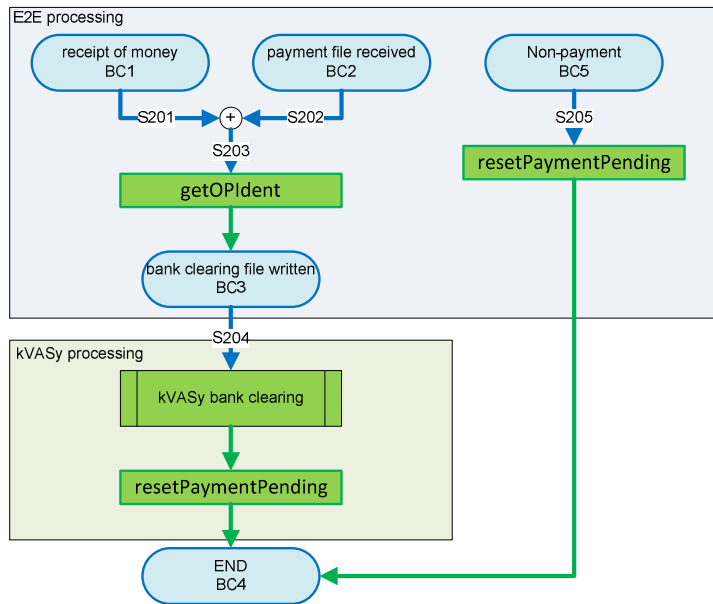 E2E processing
receipt of money
BC1
payment file received
BC2
Non-payment
BC5
S201
+
S202
S205
S203
resetPaymentPending
getOPIdent
bank clearing file written
BC3
S204
kVASy processing
kVASy bank clearing
resetPaymentPending
END
BC4